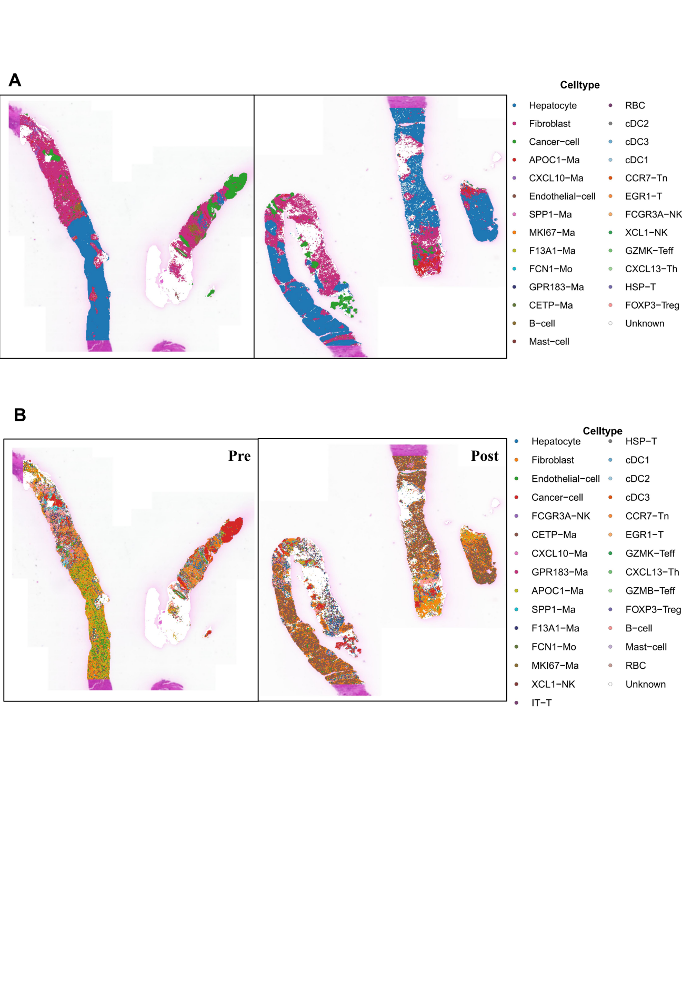 A
Celltype
Hepatocyte
Fibroblast
Cancer−cell
APOC1−Ma
CXCL10−Ma
Endothelial−cell
SPP1−Ma
MKI67−Ma
F13A1−Ma
FCN1−Mo
GPR183−Ma
CETP−Ma
B−cell
Mast−cell
RBC
cDC2
cDC3
cDC1
CCR7−Tn
EGR1−T
FCGR3A−NK
XCL1−NK
GZMK−Teff
CXCL13−Th
HSP−T
FOXP3−Treg
Unknown
B
Pre
Post
Celltype
Hepatocyte
Fibroblast
Endothelial−cell
Cancer−cell
FCGR3A−NK
CETP−Ma
CXCL10−Ma
GPR183−Ma
APOC1−Ma
SPP1−Ma
F13A1−Ma
FCN1−Mo
MKI67−Ma
XCL1−NK
IT−T
HSP−T
cDC1
cDC2
cDC3
CCR7−Tn
EGR1−T
GZMK−Teff
CXCL13−Th
GZMB−Teff
FOXP3−Treg
B−cell
Mast−cell
RBC
Unknown